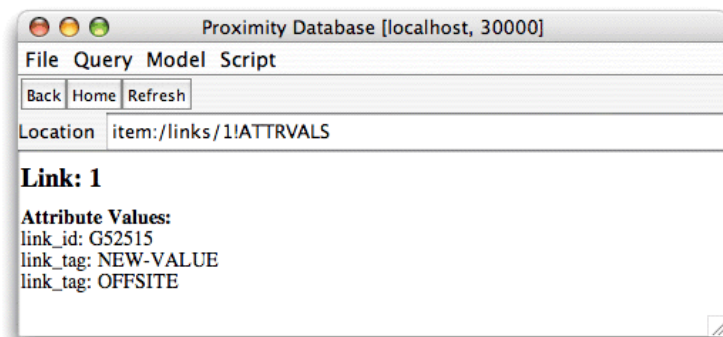 Proximity Database [localhost, 30000]
File Query Model Script
Back Home Refresh
Location item:/links/1!ATTRVALS
Link: 1
Attribute Values:
link_id: G52515
link_tag: NEW-VALUE
link_tag: OFFSITE